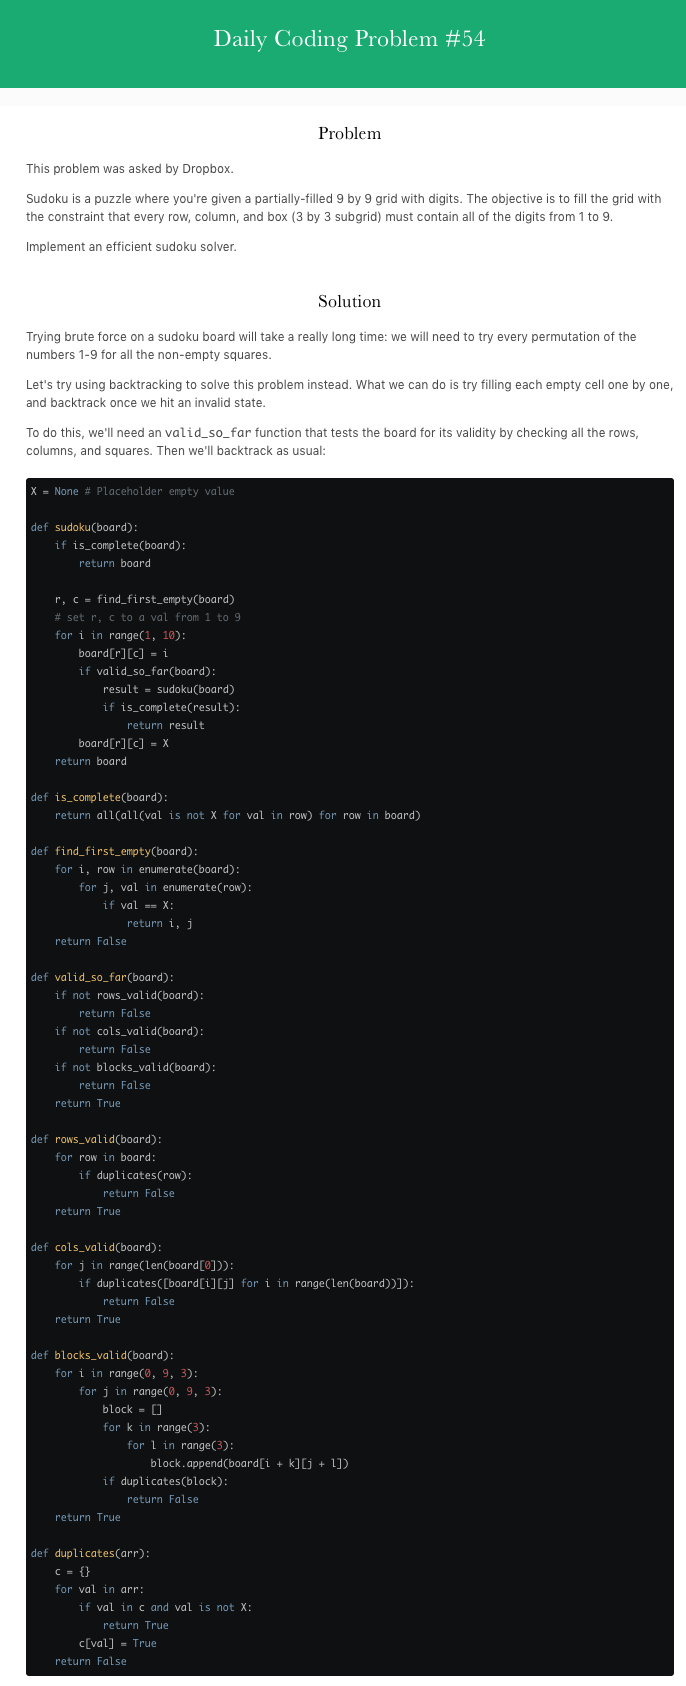 Daily Coding Problem #54
Problem
This problem was asked by Dropbox.
Sudoku is a puzzle where you're given a partially-filled 9 by 9 grid with digits. The objective is to fill the grid with
the constraint that every row, column, and box (3 by 3 subgrid) must contain all of the digits from 1 to 9.
Implement an efficient sudoku solver.
Solution
Trying brute force on a sudoku board will take a really long time: we will need to try every permutation of the
numbers 1-9 for all the non-empty squares.
Let's try using backtracking to solve this problem instead. What we can do is try filling each empty cell one by one,
and backtrack once we hit an invalid state.
To do this, we'll need an valid_so_far function that tests the board for its validity by checking all the rows,
columns, and squares. Then we'll backtrack as usual:
X = None # Placeholder empty value

def sudoku(board):
    if is_complete(board):
        return board

    r, c = find_first_empty(board)
    # set r, c to a val from 1 to 9
    for i in range(1, 10):
        board[r][c] = i
        if valid_so_far(board):
            result = sudoku(board)
            if is_complete(result):
                return result
        board[r][c] = X
    return board

def is_complete(board):
    return all(all(val is not X for val in row) for row in board)

def find_first_empty(board):
    for i, row in enumerate(board):
        for j, val in enumerate(row):
            if val == X:
                return i, j
    return False

def valid_so_far(board):
    if not rows_valid(board):
        return False
    if not cols_valid(board):
        return False
    if not blocks_valid(board):
        return False
    return True

def rows_valid(board):
    for row in board:
        if duplicates(row):
            return False
    return True

def cols_valid(board):
    for j in range(len(board[0])):
        if duplicates([board[i][j] for i in range(len(board))]):
            return False
    return True

def blocks_valid(board):
    for i in range(0, 9, 3):
        for j in range(0, 9, 3):
            block = []
            for k in range(3):
                for l in range(3):
                    block.append(board[i + k][j + l])
            if duplicates(block):
                return False
    return True

def duplicates(arr):
    c = {}
    for val in arr:
        if val in c and val is not X:
            return True
        c[val] = True
    return False